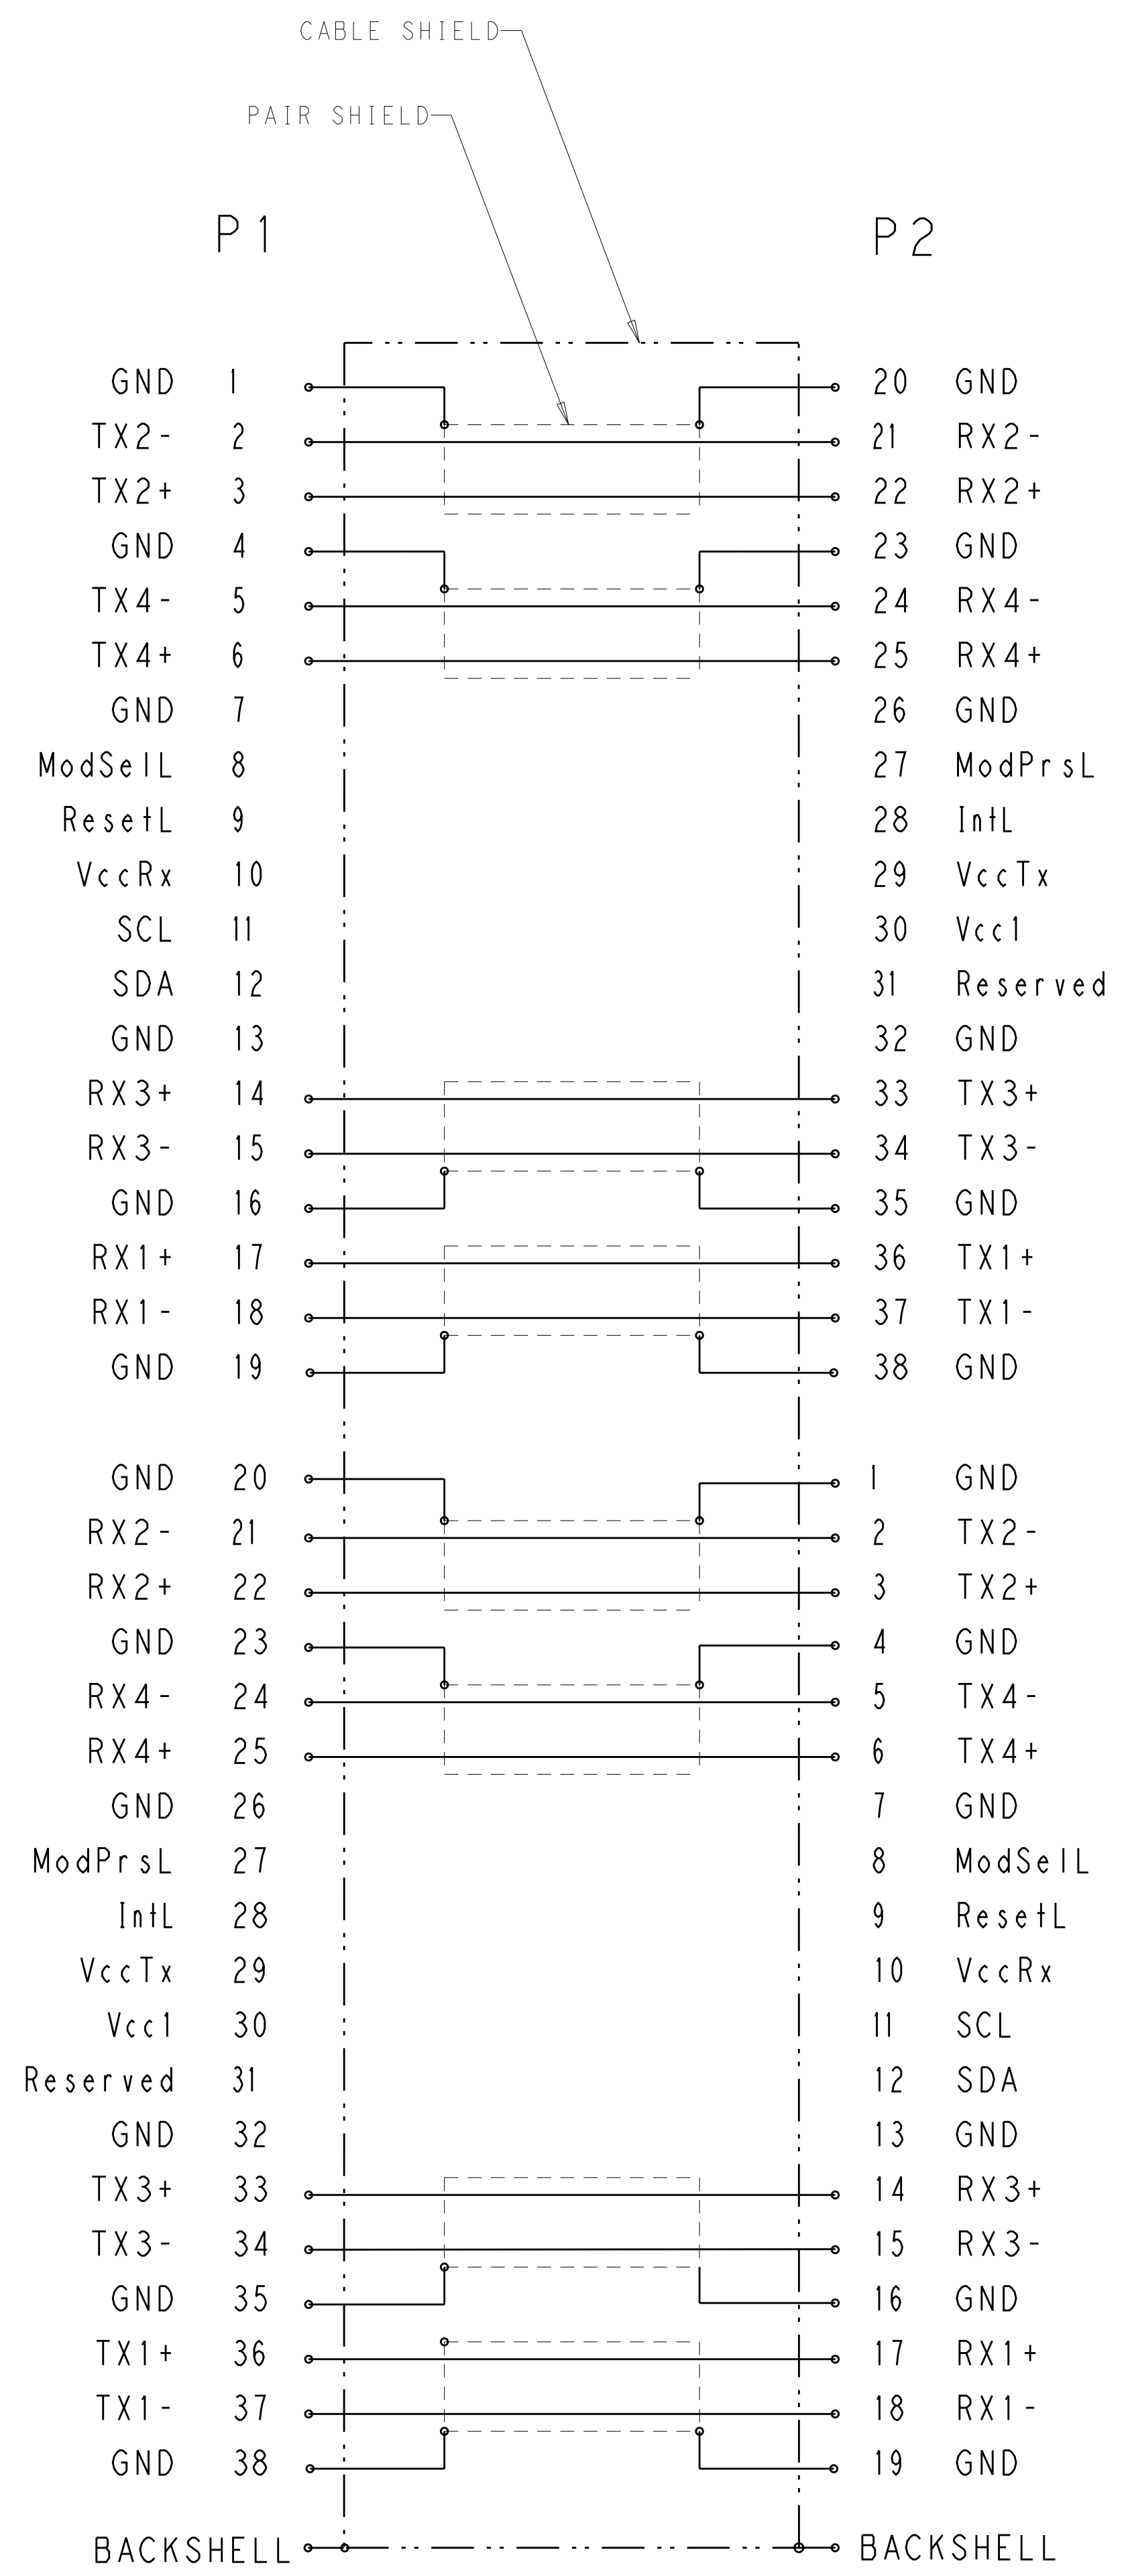 CABLE SHIELD
PAIR SHIELD
P1 P2
GND 1 20 GND
TX2- 2 21 RX2-
TX2+ 3 22 RX2+
GND 4 23 GND
TX4- 5 24 RX4-
TX4+ 6 25 RX4+
GND 7 26 GND
ModSelL 8 27 ModPrsL
ResetL 9 28 IntL
VccRx 10 29 VccTx
SCL 11 30 Vcc1
SDA 12 31 Reserved
GND 13 32 GND
RX3+ 14 33 TX3+
RX3- 15 34 TX3-
GND 16 35 GND
RX1+ 17 36 TX1+
RX1- 18 37 TX1-
GND 19 38 GND
GND 20 1 GND
RX2- 21 2 TX2-
RX2+ 22 3 TX2+
GND 23 4 GND
RX4- 24 5 TX4-
RX4+ 25 6 TX4+
GND 26 7 GND
ModPrsL 27 8 ModSelL
IntL 28 9 ResetL
VccTx 29 10 VccRx
Vcc1 30 11 SCL
Reserved 31 12 SDA
GND 32 13 GND
TX3+ 33 14 RX3+
TX3- 34 15 RX3-
GND 35 16 GND
TX1+ 36 17 RX1+
TX1- 37 18 RX1-
GND 38 19 GND
BACKSHELL BACKSHELL